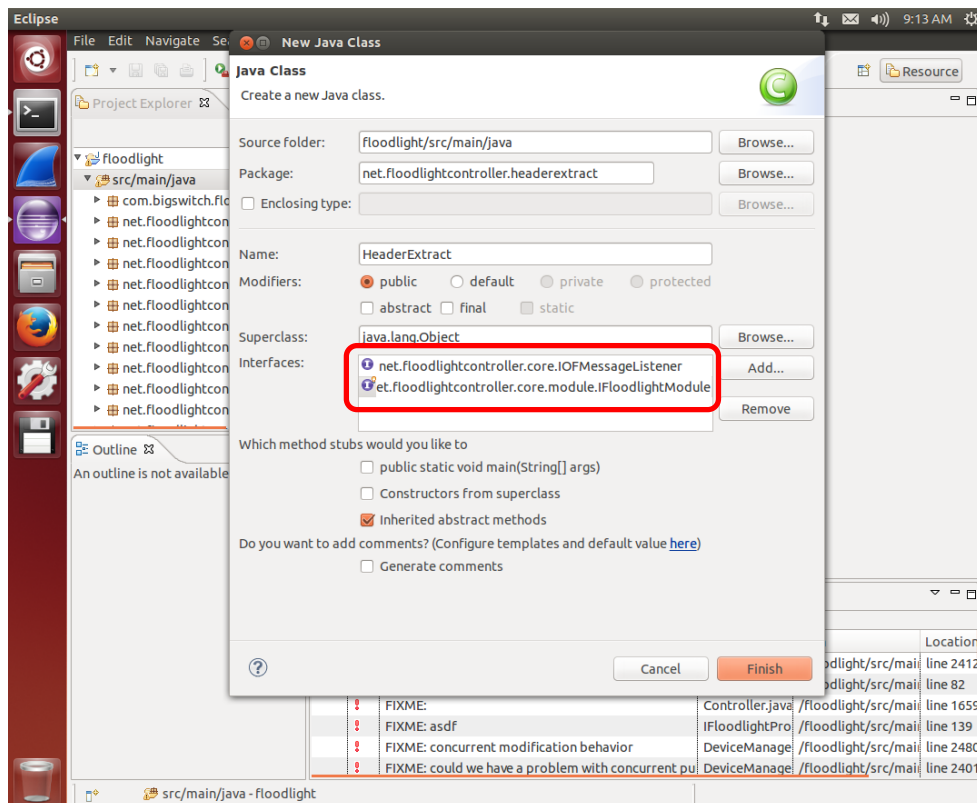 Eclipse
9:13 AM
File Edit Navigate Se
New Java Class
Java Class
Create a new Java class.
Resource
Project Explorer
Source folder: floodlight/src/main/java Browse...
Package: net.floodlightcontroller.headerextract Browse...
Enclosing type: Browse...
floodlight
src/main/java
com.bigswitch.flo
net.floodlightcon
net.floodlightcon
net.floodlightcon
net.floodlightcon
net.floodlightcon
net.floodlightcon
net.floodlightcon
net.floodlightcon
net.floodlightcon
net.floodlightcon
Name: HeaderExtract
Modifiers: public default private protected
abstract final static
Superclass: java.lang.Object Browse...
Interfaces: net.floodlightcontroller.core.IOFMessageListener Add...
et.floodlightcontroller.core.module.IFloodlightModule
Remove
Outline
An outline is not available
Which method stubs would you like to
public static void main(String[] args)
Constructors from superclass
Inherited abstract methods
Do you want to add comments? (Configure templates and default value here)
Generate comments
Cancel Finish
Location
odlight/src/mai line 2412
odlight/src/mai line 82
FIXME: Controller.java /floodlight/src/mai line 1659
FIXME: asdf IFloodlightPro /floodlight/src/mai line 139
FIXME: concurrent modification behavior DeviceManage /floodlight/src/mai line 2480
FIXME: could we have a problem with concurrent pu DeviceManage /floodlight/src/mai line 2401
src/main/java - floodlight